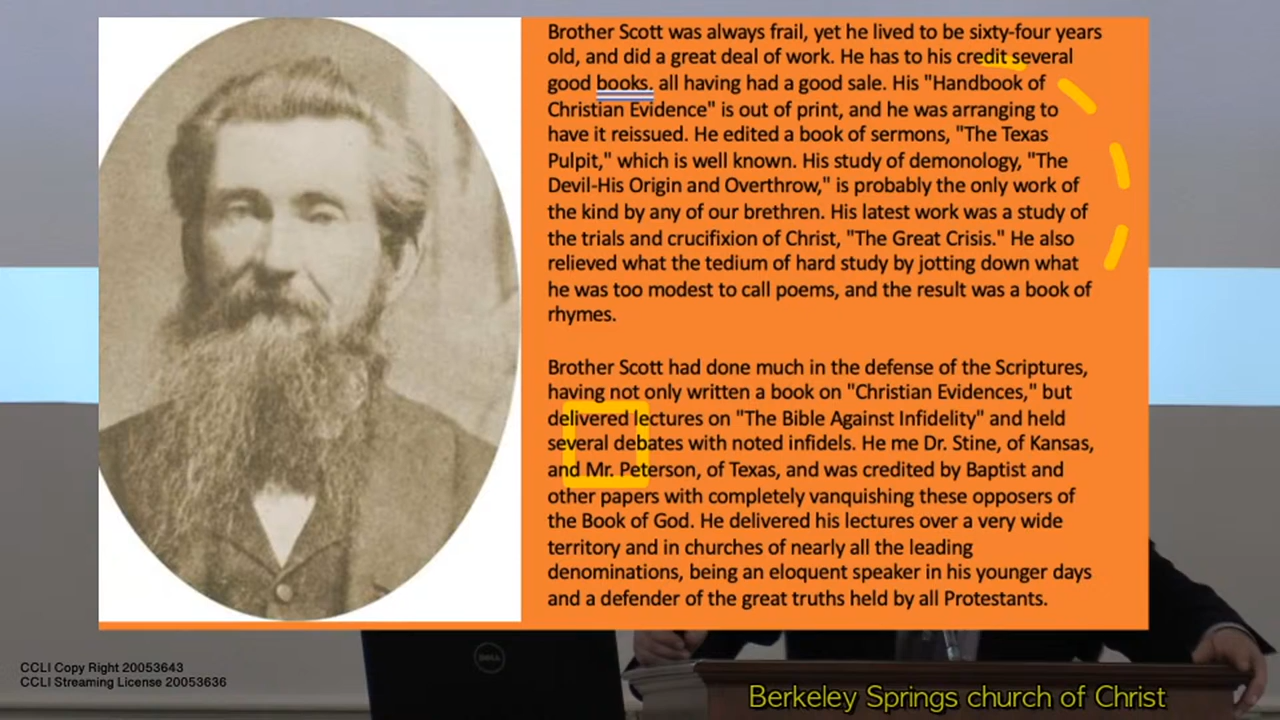 Brother Scott was always frail, yet he lived to be sixty-four years
old, and did a great deal of work. He has to his credit several
good books. all having had a good sale. His "Handbook of
Christian Evidence" is out of print, and he was arranging to
have it reissued. He edited a book of sermons, "The Texas
Pulpit," which is well known. His study of demonology, "The
Devil-His Origin and Overthrow," is probably the only work of
the kind by any of our brethren. His latest work was a study of
the trials and crucifixion of Christ, "The Great Crisis." He also
relieved what the tedium of hard study by jotting down what
he was too modest to call poems, and the result was a book of
rhymes.
Brother Scott had done much in the defense of the Scriptures,
having not only written a book on "Christian Evidences," but
delivered lectures on "The Bible Against Infidelity" and held
several debates with noted infidels. He me Dr. Stine, of Kansas,
and Mr. Peterson, of Texas, and was credited by Baptist and
other papers with completely vanquishing these opposers of
the Book of God. He delivered his lectures over a very wide
territory and in churches of nearly all the leading
denominations, being an eloquent speaker in his younger days
and a defender of the great truths held by all Protestants.
DELL
CCLI Copy Right 20053643
CCLI Streaming License 20053636
Berkeley Springs church of Christ